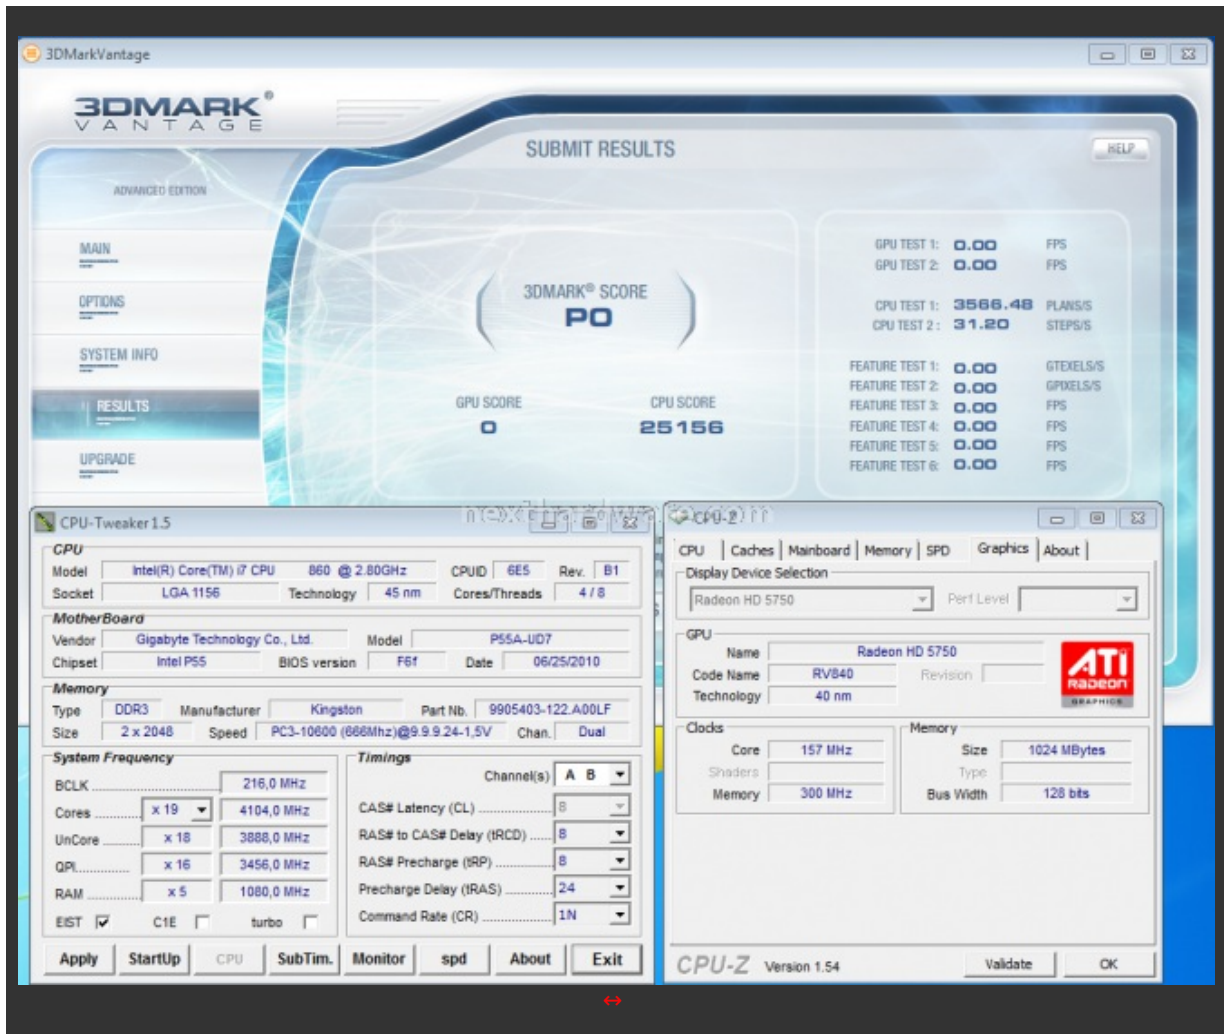 3DMarkVantage
3DMARK®
VANTAGE
SUBMIT RESULTS
HELP
ADVANCED EDITION
MAIN
OPTIONS
SYSTEM INFO
RESULTS
UPGRADE
3DMARK® SCORE
P0
GPU SCORE CPU SCORE
0 25156
GPU TEST 1: 0.00 FPS
GPU TEST 2: 0.00 FPS
CPU TEST 1: 3566.48 PLANS/S
CPU TEST 2 : 31.20 STEPS/S
FEATURE TEST 1: 0.00 GTEXELS/S
FEATURE TEST 2: 0.00 GPIXELS/S
FEATURE TEST 3: 0.00 FPS
FEATURE TEST 4: 0.00 FPS
FEATURE TEST 5: 0.00 FPS
FEATURE TEST 6: 0.00 FPS
nexthardware.com
CPU-Tweaker 1.5
CPU
Model Intel(R) Core(TM) i7 CPU 860 @ 2.80GHz CPUID 6E5 Rev. B1
Socket LGA 1156 Technology 45 nm Cores/Threads 4 / 8
MotherBoard
Vendor Gigabyte Technology Co., Ltd. Model P55A-UD7
Chipset Intel P55 BIOS version F6f Date 06/25/2010
Memory
Type DDR3 Manufacturer Kingston Part Nb. 9905403-122.A00LF
Size 2 x 2048 Speed PC3-10600 (666Mhz)@9.9.9.24-1,5V Chan. Dual
System Frequency
BCLK 216,0 MHz
Cores x 19 4104,0 MHz
UnCore x 18 3888,0 MHz
QPI x 16 3456,0 MHz
RAM x 5 1080,0 MHz
EIST C1E turbo
Timings
Channel(s) A B
CAS# Latency (CL) 8
RAS# to CAS# Delay (tRCD) 8
RAS# Precharge (tRP) 8
Precharge Delay (tRAS) 24
Command Rate (CR) 1N
Apply StartUp CPU SubTim. Monitor spd About Exit
CPU-Z
CPU Caches Mainboard Memory SPD Graphics About
Display Device Selection
Radeon HD 5750 Perf Level
GPU
Name Radeon HD 5750
Code Name RV840 Revision
Technology 40 nm
ATI
RADEON
GRAPHICS
Clocks
Core 157 MHz
Shaders
Memory 300 MHz
Memory
Size 1024 MBytes
Type
Bus Width 128 bits
CPU-Z Version 1.54 Validate OK